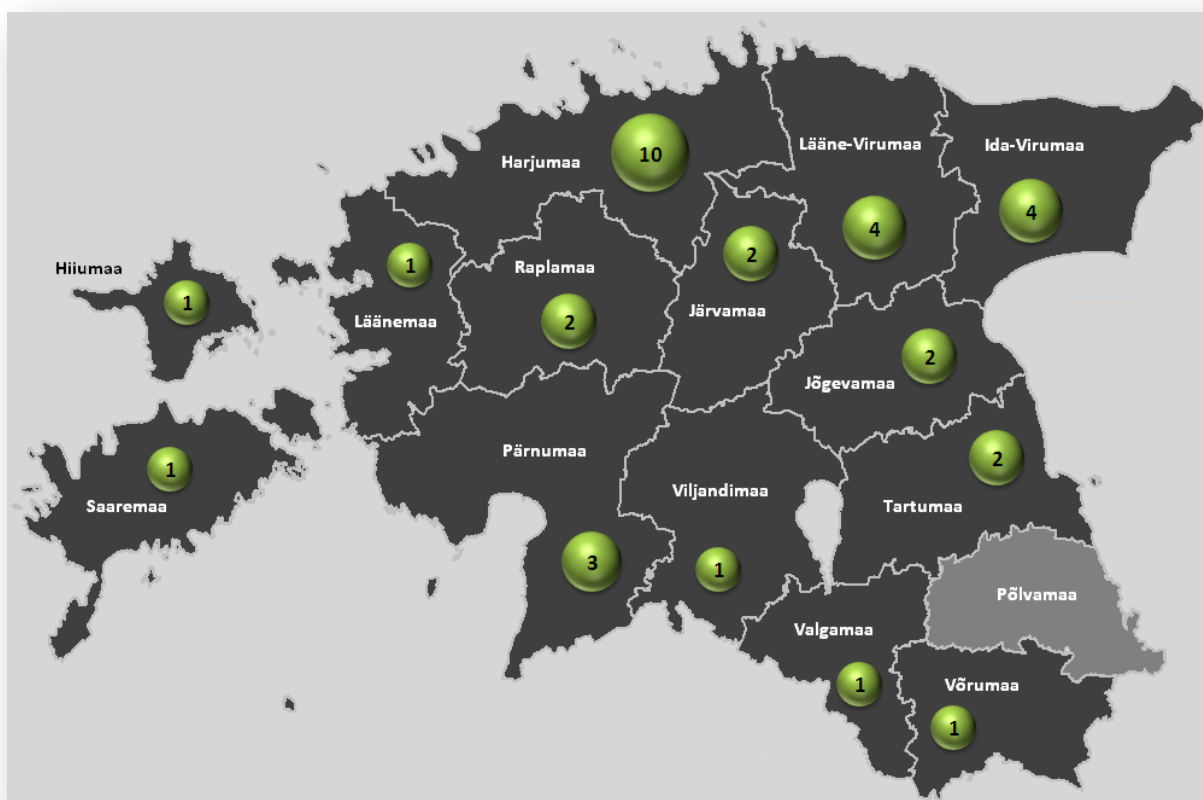 Lääne-Virumaa
Ida-Virumaa
Harjumaa
10
4
4
Hiiumaa
1
1
Läänemaa
Raplamaa
2
2
Järvamaa
2
Jõgevamaa
Saaremaa
1
Pärnumaa
3
Viljandimaa
1
2
Tartumaa
Põlvamaa
Valgamaa
1
Võrumaa
1